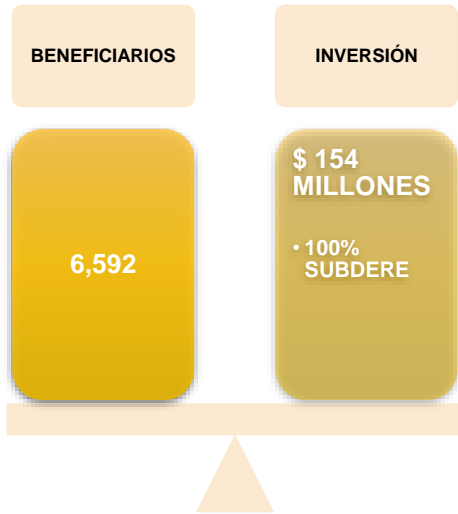 BENEFICIARIOS
6,592
INVERSIÓN
$ 154
MILLONES
• 100%
SUBDERE